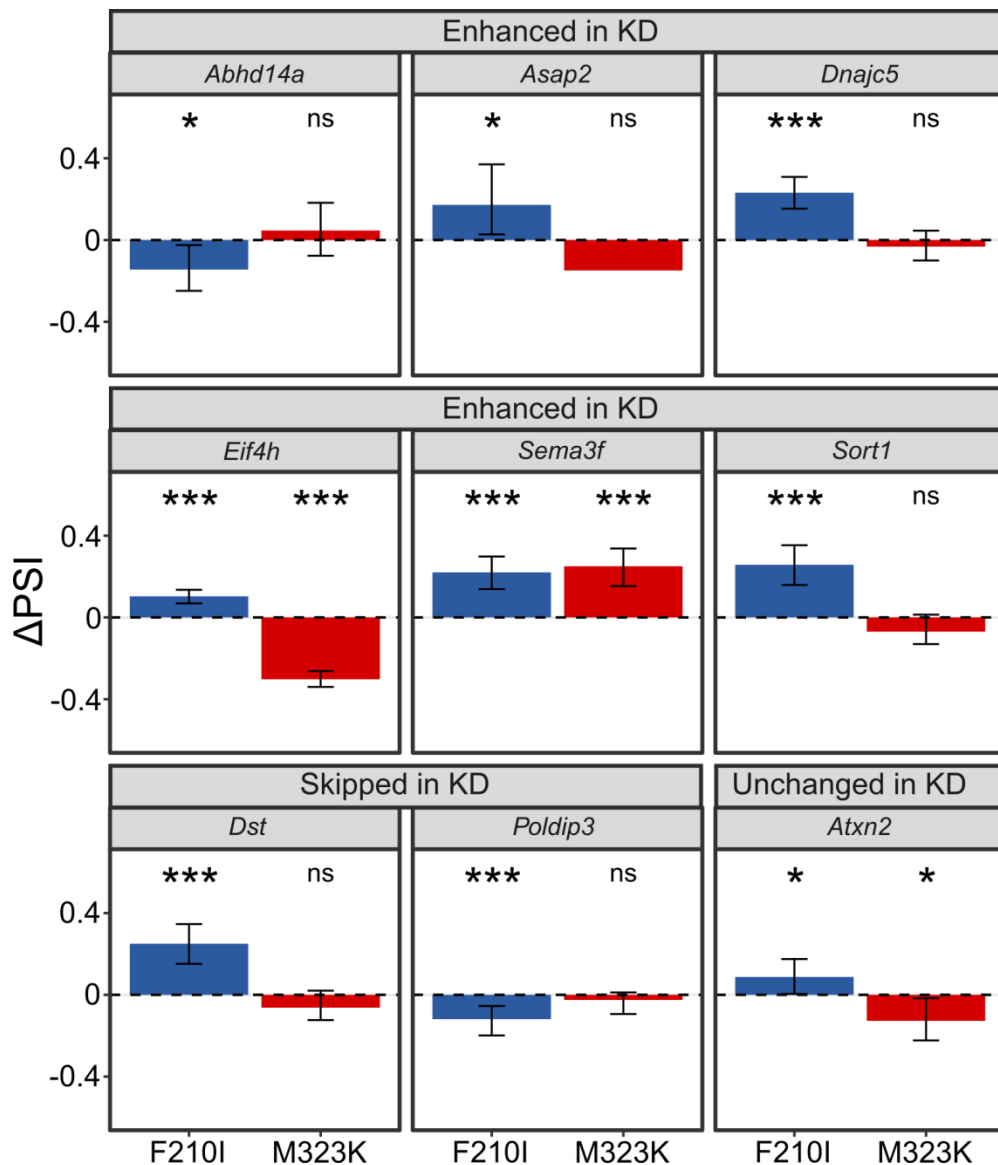 Enhanced in KD
Abhd14a Asap2 Dnajc5
* ns * ns *** ns
0.4
0
-0.4
Enhanced in KD
Eif4h Sema3f Sort1
*** *** *** *** *** ns
0.4
0
-0.4
ΔPSI
Skipped in KD Unchanged in KD
Dst Poldip3 Atxn2
*** ns *** ns * *
0.4
0
-0.4
F210I M323K F210I M323K F210I M323K